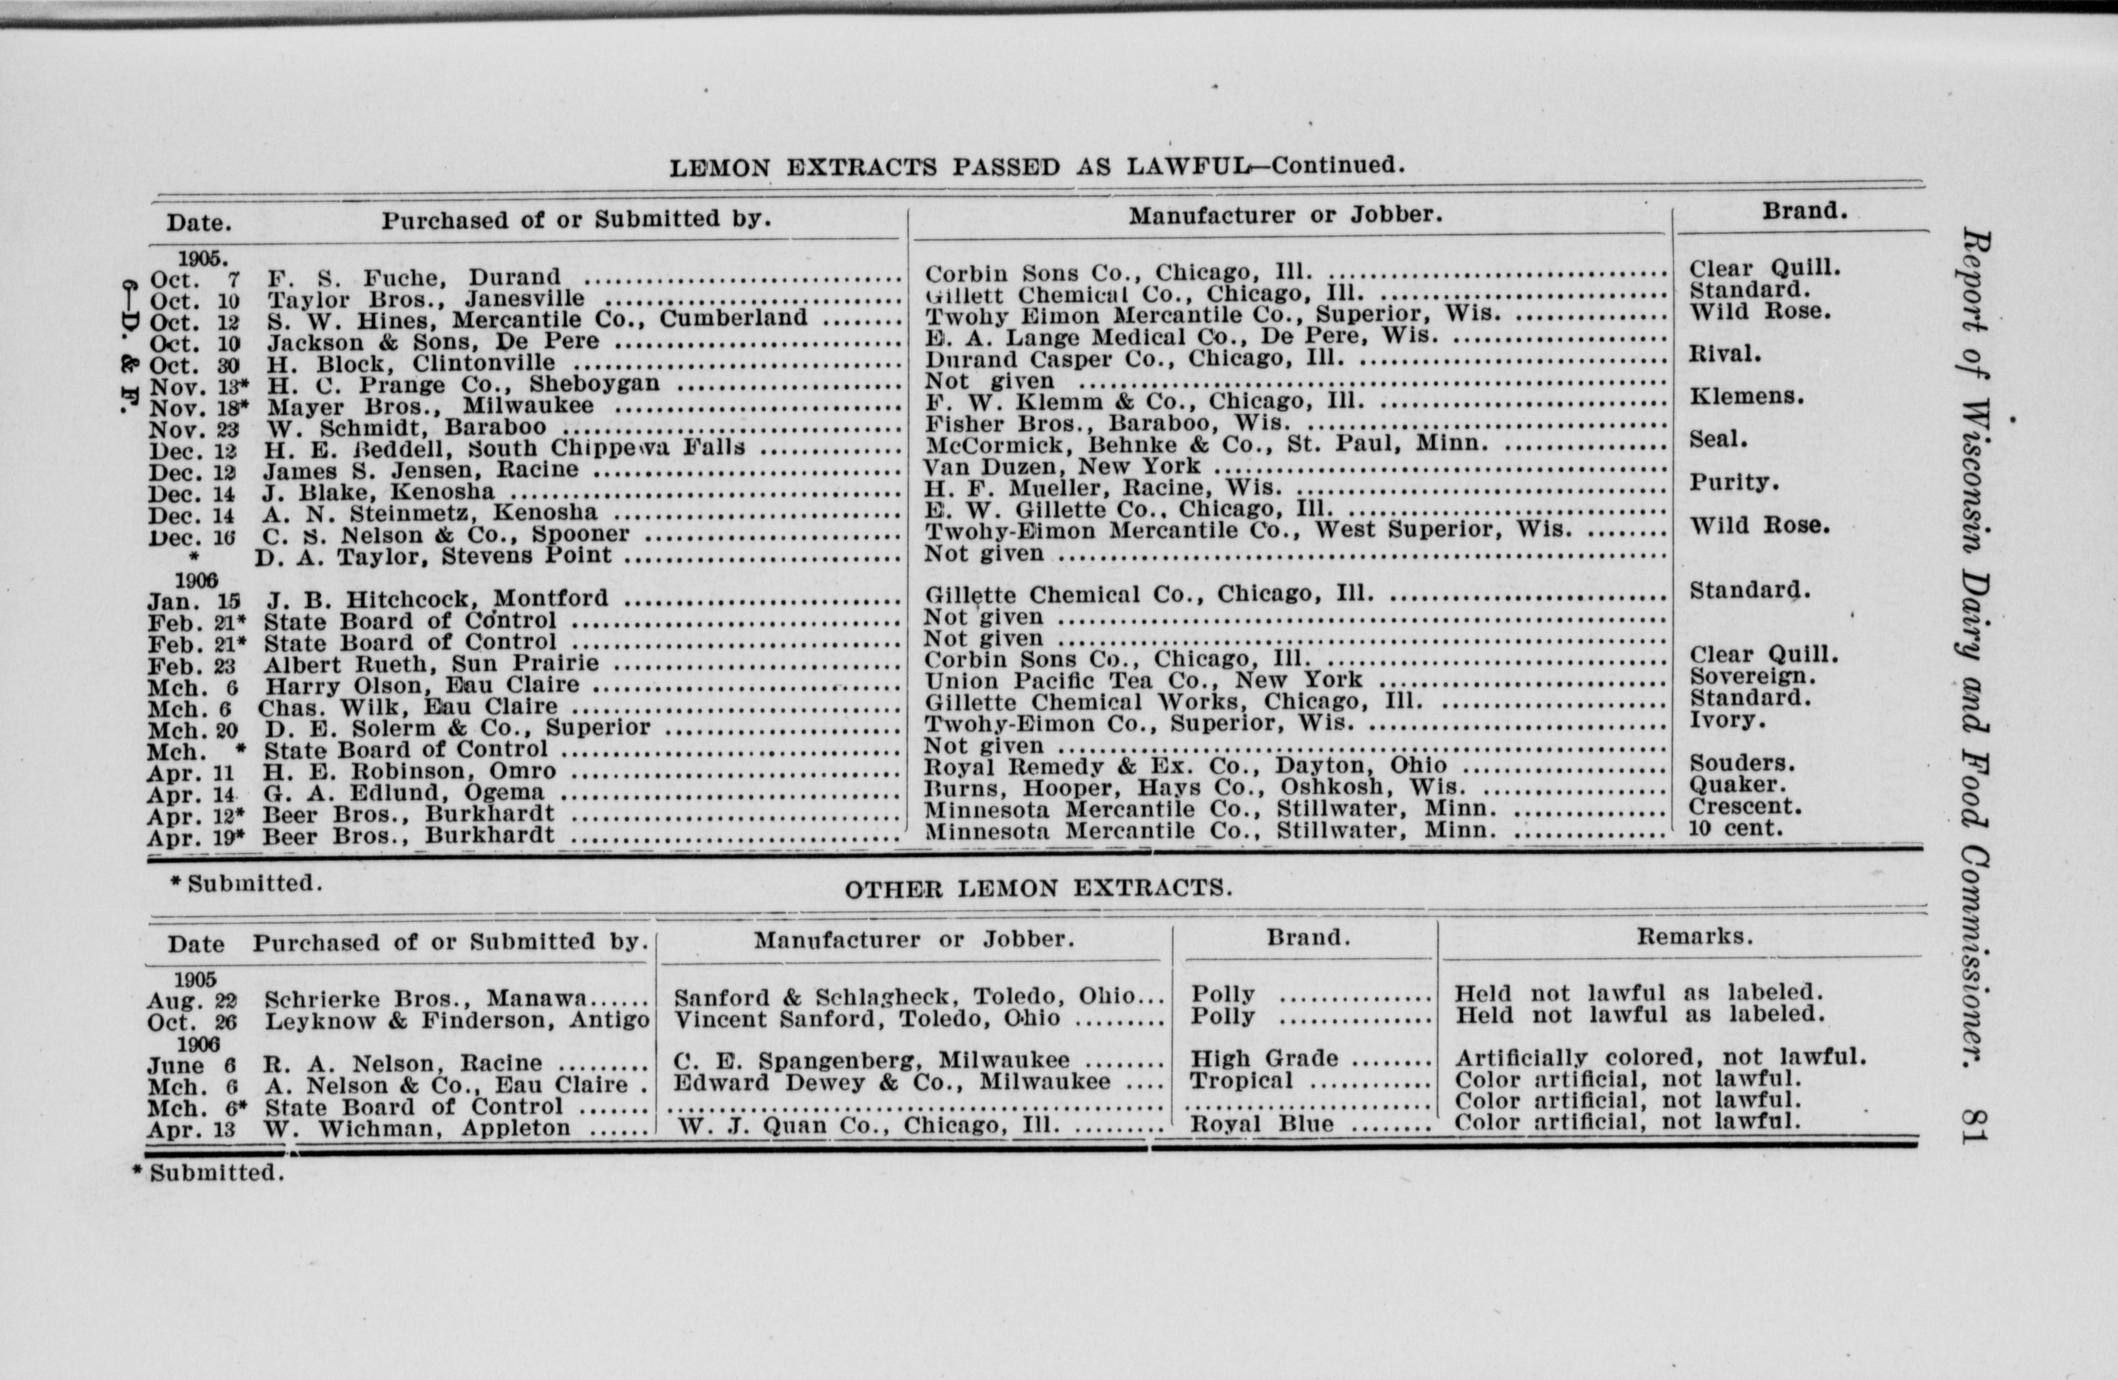 LEMON EXTRACTS PASSED AS LAWFUL—Continued.
Date. Purchased of or Submitted by. Manufacturer or Jobber. Brand.
1905.
Oct. 7 F. S. Fuche, Durand Corbin Sons Co., Chicago, Ill. Clear Quill.
Oct. 10 Taylor Bros., Janesville Gillett Chemical Co., Chicago, Ill. Standard.
Oct. 12 S. W. Hines, Mercantile Co., Cumberland Twohy Eimon Mercantile Co., Superior, Wis. Wild Rose.
Oct. 10 Jackson & Sons, De Pere E. A. Lange Medical Co., De Pere, Wis.
Oct. 30 H. Block, Clintonville Durand Casper Co., Chicago, Ill. Rival.
Nov. 13* H. C. Prange Co., Sheboygan Not given
Nov. 18* Mayer Bros., Milwaukee F. W. Klemm & Co., Chicago, Ill. Klemens.
Nov. 23 W. Schmidt, Baraboo Fisher Bros., Baraboo, Wis.
Dec. 12 H. E. Beddell, South Chippewa Falls McCormick, Behnke & Co., St. Paul, Minn. Seal.
Dec. 12 James S. Jensen, Racine Van Duzen, New York
Dec. 14 J. Blake, Kenosha H. F. Mueller, Racine, Wis. Purity.
Dec. 14 A. N. Steinmetz, Kenosha E. W. Gillette Co., Chicago, Ill.
Dec. 16 C. S. Nelson & Co., Spooner Twohy-Eimon Mercantile Co., West Superior, Wis. Wild Rose.
* D. A. Taylor, Stevens Point Not given
1906
Jan. 15 J. B. Hitchcock, Montford Gillette Chemical Co., Chicago, Ill. Standard.
Feb. 21* State Board of Control Not given
Feb. 21* State Board of Control Not given
Feb. 23 Albert Rueth, Sun Prairie Corbin Sons Co., Chicago, Ill. Clear Quill.
Mch. 6 Harry Olson, Eau Claire Union Pacific Tea Co., New York Sovereign.
Mch. 6 Chas. Wilk, Eau Claire Gillette Chemical Works, Chicago, Ill. Standard.
Mch. 20 D. E. Solerm & Co., Superior Twohy-Eimon Co., Superior, Wis. Ivory.
Mch. * State Board of Control Not given
Apr. 11 H. E. Robinson, Omro Royal Remedy & Ex. Co., Dayton, Ohio Souders.
Apr. 14 G. A. Edlund, Ogema Burns, Hooper, Hays Co., Oshkosh, Wis. Quaker.
Apr. 12* Beer Bros., Burkhardt Minnesota Mercantile Co., Stillwater, Minn. Crescent.
Apr. 19* Beer Bros., Burkhardt Minnesota Mercantile Co., Stillwater, Minn. 10 cent.
* Submitted.
OTHER LEMON EXTRACTS.
Date Purchased of or Submitted by. Manufacturer or Jobber. Brand. Remarks.
1905
Aug. 22 Schrierke Bros., Manawa Sanford & Schlagheck, Toledo, Ohio Polly Held not lawful as labeled.
Oct. 26 Leyknow & Finderson, Antigo Vincent Sanford, Toledo, Ohio Polly Held not lawful as labeled.
1906
June 6 R. A. Nelson, Racine C. E. Spangenberg, Milwaukee High Grade Artificially colored, not lawful.
Mch. 6 A. Nelson & Co., Eau Claire Edward Dewey & Co., Milwaukee Tropical Color artificial, not lawful.
Mch. 6* State Board of Control Color artificial, not lawful.
Apr. 13 W. Wichman, Appleton W. J. Quan Co., Chicago, Ill. Royal Blue Color artificial, not lawful.
* Submitted.
6—D. & F.
Report of Wisconsin Dairy and Food Commissioner. 81